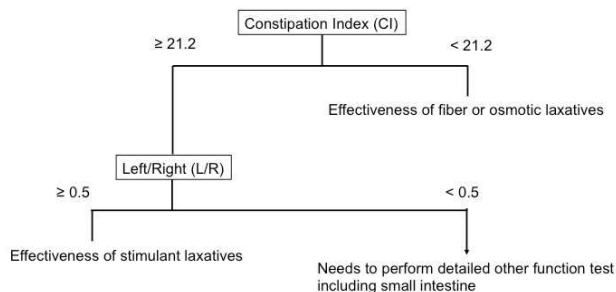 Constipation Index (CI)
≥ 21.2
< 21.2
Effectiveness of fiber or osmotic laxatives
Left/Right (L/R)
≥ 0.5
< 0.5
Effectiveness of stimulant laxatives
Needs to perform detailed other function test
including small intestine